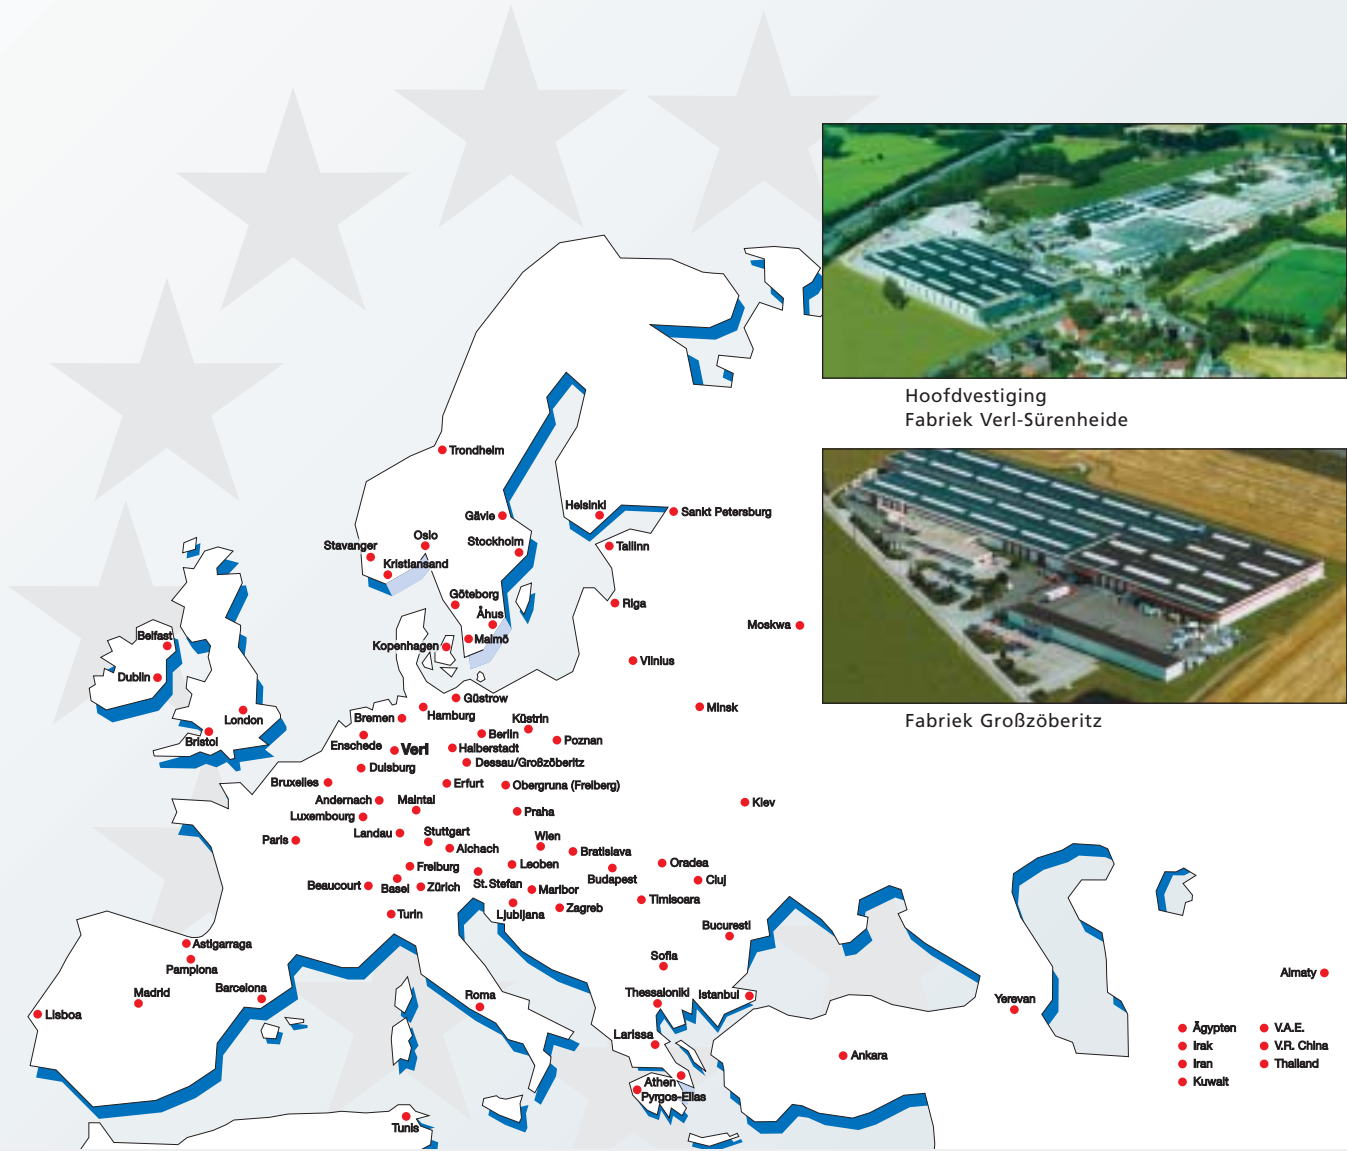 Hoofdvestiging
Fabriek Verl-Sürenheide
Trondheim
Gävle
Helsinki
Sankt Petersburg
Oslo
Stockholm
Stavanger
Tallinn
Kristiansand
Göteborg
Riga
Åhus
Moskwa
Belfast
Malmö
Kopenhagen
Vilnius
Dublin
Güstrow
Minsk
Fabriek Großzöberitz
London
Hamburg
Bremen
Küstrin
Bristol
Berlin
Enschede
Verl
Poznan
Halberstadt
Dessau/Großzöberitz
Duisburg
Bruxelles
Erfurt
Obergruna (Freiberg)
Andernach
Maintal
Kiev
Luxembourg
Praha
Landau
Stuttgart
Paris
Wien
Aichach
Bratislava
Freiburg
Leoben
Oradea
Beaucourt
Basel
Zürich
St. Stefan
Budapest
Cluj
Maribor
Timisoara
Turin
Ljubljana
Zagreb
Bucuresti
Astigarraga
Sofia
Pamplona
Almaty
Madrid
Barcelona
Roma
Thessaloniki
Istanbul
Yerevan
Lisboa
Larissa
Ankara
Ägypten
V.A.E.
Irak
V.R. China
Iran
Thailand
Kuwait
Athen
Pyrgos-Elias
Tunis